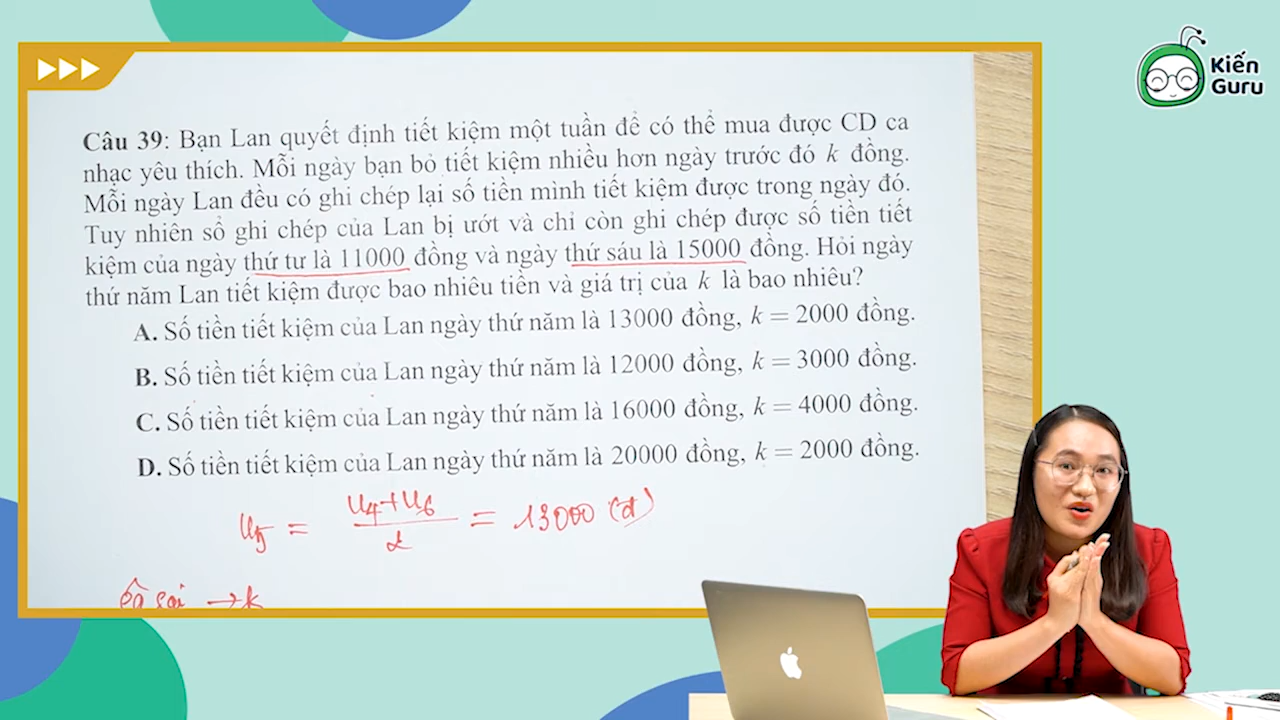 Kiến
Guru
Câu 39: Bạn Lan quyết định tiết kiệm một tuần để có thể mua được CD ca
nhạc yêu thích. Mỗi ngày bạn bỏ tiết kiệm nhiều hơn ngày trước đó k đồng.
Mỗi ngày Lan đều có ghi chép lại số tiền mình tiết kiệm được trong ngày đó.
Tuy nhiên sổ ghi chép của Lan bị ướt và chỉ còn ghi chép được số tiền tiết
kiệm của ngày thứ tư là 11000 đồng và ngày thứ sáu là 15000 đồng. Hỏi ngày
thứ năm Lan tiết kiệm được bao nhiêu tiền và giá trị của k là bao nhiêu?
A. Số tiền tiết kiệm của Lan ngày thứ năm là 13000 đồng, k = 2000 đồng.
B. Số tiền tiết kiệm của Lan ngày thứ năm là 12000 đồng, k = 3000 đồng.
C. Số tiền tiết kiệm của Lan ngày thứ năm là 16000 đồng, k = 4000 đồng.
D. Số tiền tiết kiệm của Lan ngày thứ năm là 20000 đồng, k = 2000 đồng.
u5 = (u4+u6)/2 = 13000 (đ)
→ k